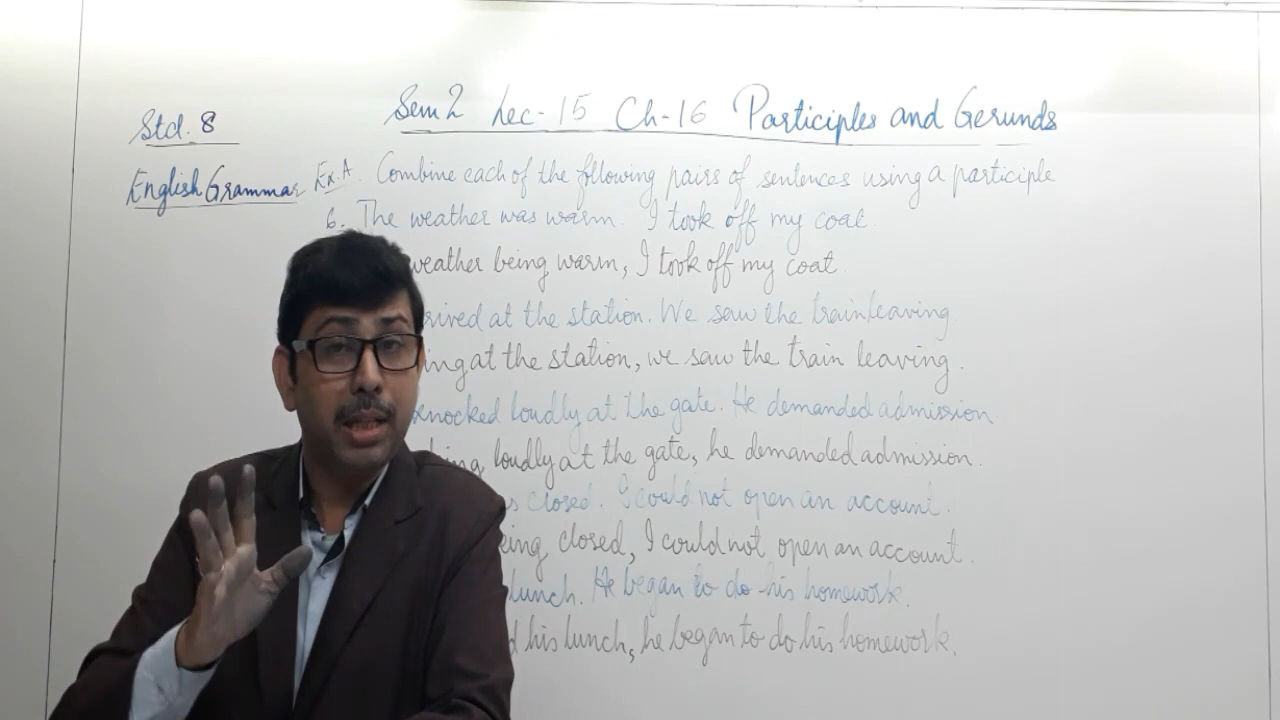 Sem 2 Lec-15 Ch-16 Participles and Gerunds
Std. 8
English Grammar
Ex. A. Combine each of the following pairs of sentences using a participle
6. The weather was warm. I took off my coat.
weather being warm, I took off my coat.
rived at the station. We saw the train leaving.
ing at the station, we saw the train leaving.
knocked loudly at the gate. He demanded admission.
king loudly at the gate, he demanded admission.
s closed. I could not open an account.
eing closed, I could not open an account.
lunch. He began to do his homework.
d his lunch, he began to do his homework.